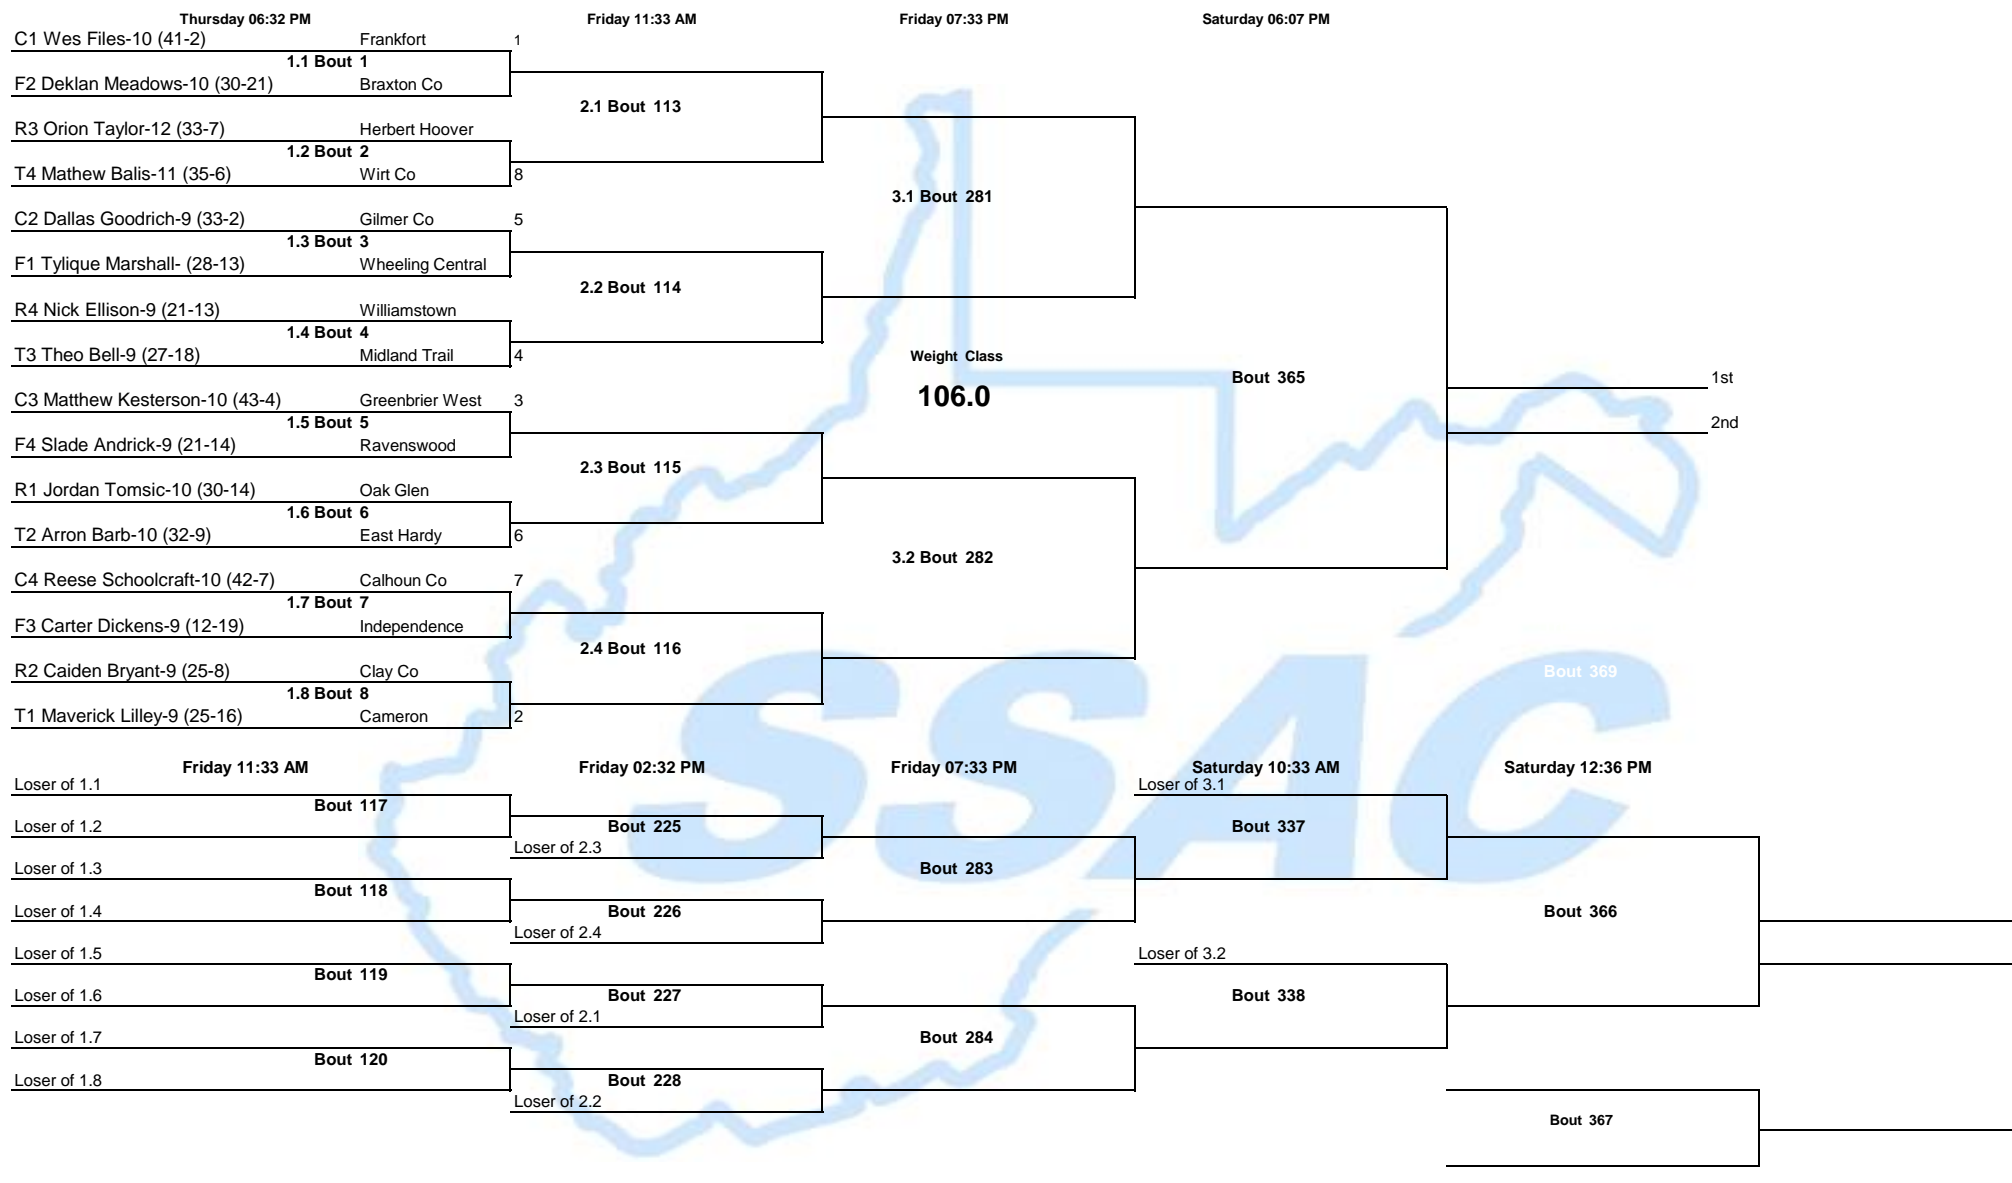 Thursday 06:32 PM Friday 11:33 AM Friday 07:33 PM Saturday 06:07 PM
C1 Wes Files-10 (41-2) Frankfort 1
1.1 Bout 1
F2 Deklan Meadows-10 (30-21) Braxton Co
2.1 Bout 113
R3 Orion Taylor-12 (33-7) Herbert Hoover
1.2 Bout 2
T4 Mathew Balis-11 (35-6) Wirt Co 8
3.1 Bout 281
C2 Dallas Goodrich-9 (33-2) Gilmer Co 5
1.3 Bout 3
F1 Tylique Marshall- (28-13) Wheeling Central
2.2 Bout 114
R4 Nick Ellison-9 (21-13) Williamstown
1.4 Bout 4
T3 Theo Bell-9 (27-18) Midland Trail 4
Weight Class
Bout 365
1st
106.0
C3 Matthew Kesterson-10 (43-4) Greenbrier West 3
1.5 Bout 5
2nd
F4 Slade Andrick-9 (21-14) Ravenswood
2.3 Bout 115
R1 Jordan Tomsic-10 (30-14) Oak Glen
1.6 Bout 6
T2 Arron Barb-10 (32-9) East Hardy 6
3.2 Bout 282
C4 Reese Schoolcraft-10 (42-7) Calhoun Co 7
1.7 Bout 7
F3 Carter Dickens-9 (12-19) Independence
2.4 Bout 116
R2 Caiden Bryant-9 (25-8) Clay Co
Bout 369
1.8 Bout 8
T1 Maverick Lilley-9 (25-16) Cameron 2
SSAC
Friday 11:33 AM Friday 02:32 PM Friday 07:33 PM Saturday 10:33 AM Saturday 12:36 PM
Loser of 1.1 Loser of 3.1
Bout 117
Loser of 1.2 Bout 225 Bout 337
Loser of 2.3
Loser of 1.3 Bout 283
Bout 118
Loser of 1.4 Bout 226 Bout 366
Loser of 2.4
Loser of 1.5 Loser of 3.2
Bout 119
Loser of 1.6 Bout 227 Bout 338
Loser of 2.1
Loser of 1.7 Bout 284
Bout 120
Loser of 1.8 Bout 228
Loser of 2.2
Bout 367